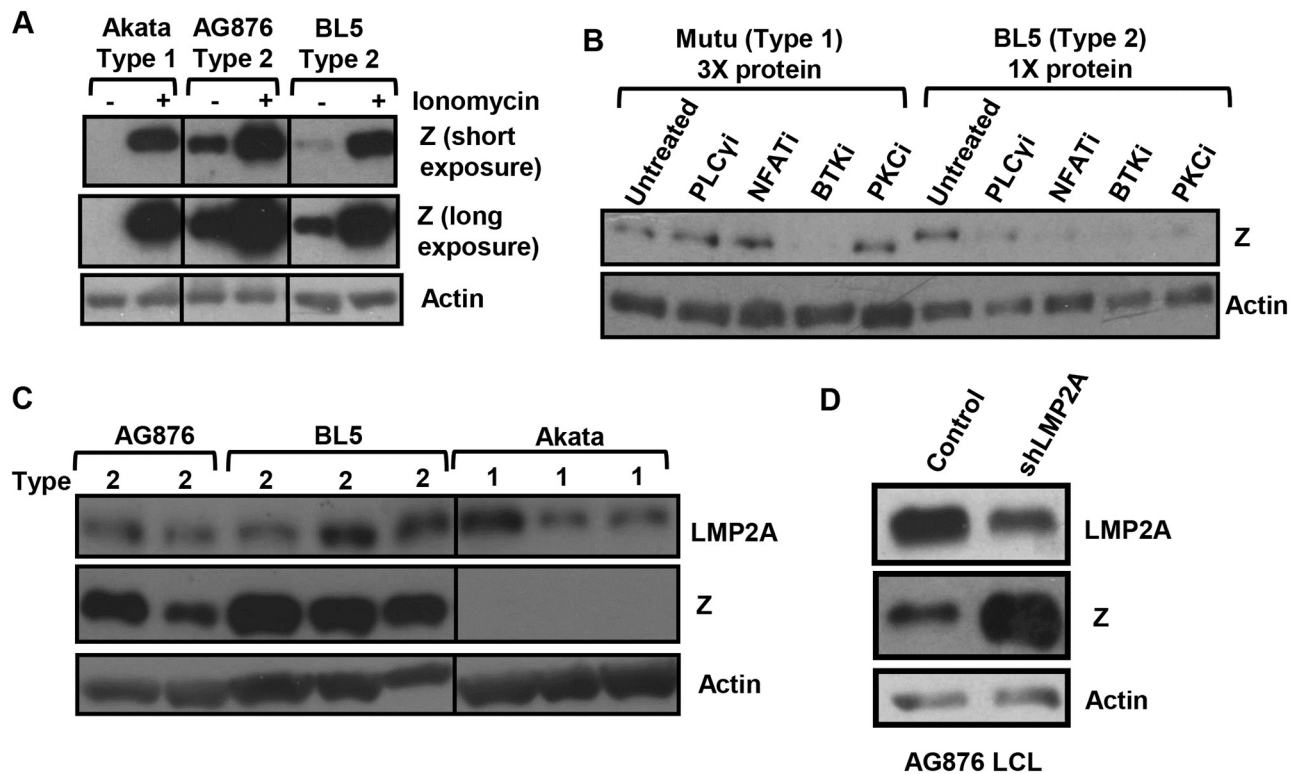 A
Akata AG876 BL5
Type 1 Type 2 Type 2
- + - + - + Ionomycin
Z (short
exposure)
Z (long
exposure)
Actin
B
Mutu (Type 1) BL5 (Type 2)
3X protein 1X protein
Untreated PLCγi NFATi BTKi PKCi Untreated PLCγi NFATi BTKi PKCi
Z
Actin
C
AG876 BL5 Akata
Type 2 2 2 2 2 1 1 1
LMP2A
Z
Actin
D
Control shLMP2A
LMP2A
Z
Actin
AG876 LCL